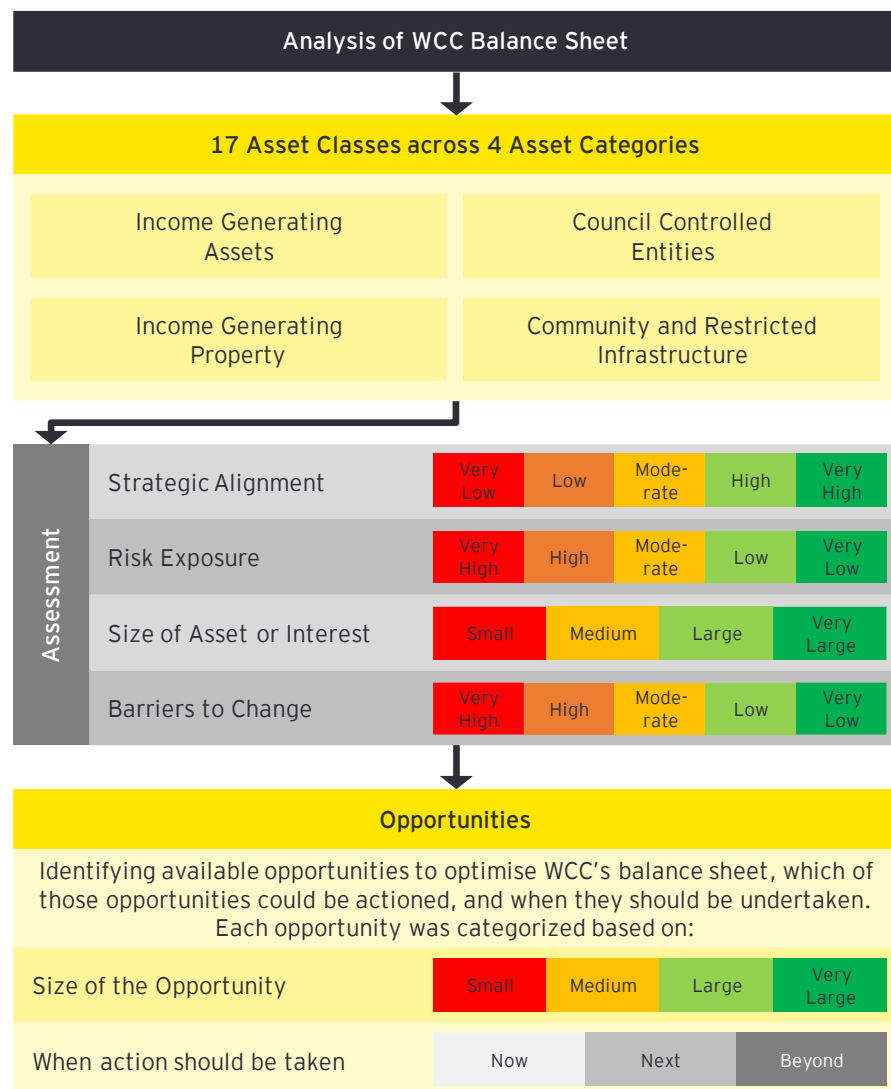 Analysis of WCC Balance Sheet
17 Asset Classes across 4 Asset Categories
Income Generating
Assets
Council Controlled
Entities
Income Generating
Property
Community and Restricted
Infrastructure
Assessment
Strategic Alignment
Very
Low
Low
Mode-
rate
High
Very
High
Risk Exposure
Very
High
High
Mode-
rate
Low
Very
Low
Size of Asset or Interest
Small
Medium
Large
Very
Large
Barriers to Change
Very
High
High
Mode-
rate
Low
Very
Low
Opportunities
Identifying available opportunities to optimise WCC's balance sheet, which of
those opportunities could be actioned, and when they should be undertaken.
Each opportunity was categorized based on:
Size of the Opportunity
Small
Medium
Large
Very
Large
When action should be taken
Now
Next
Beyond